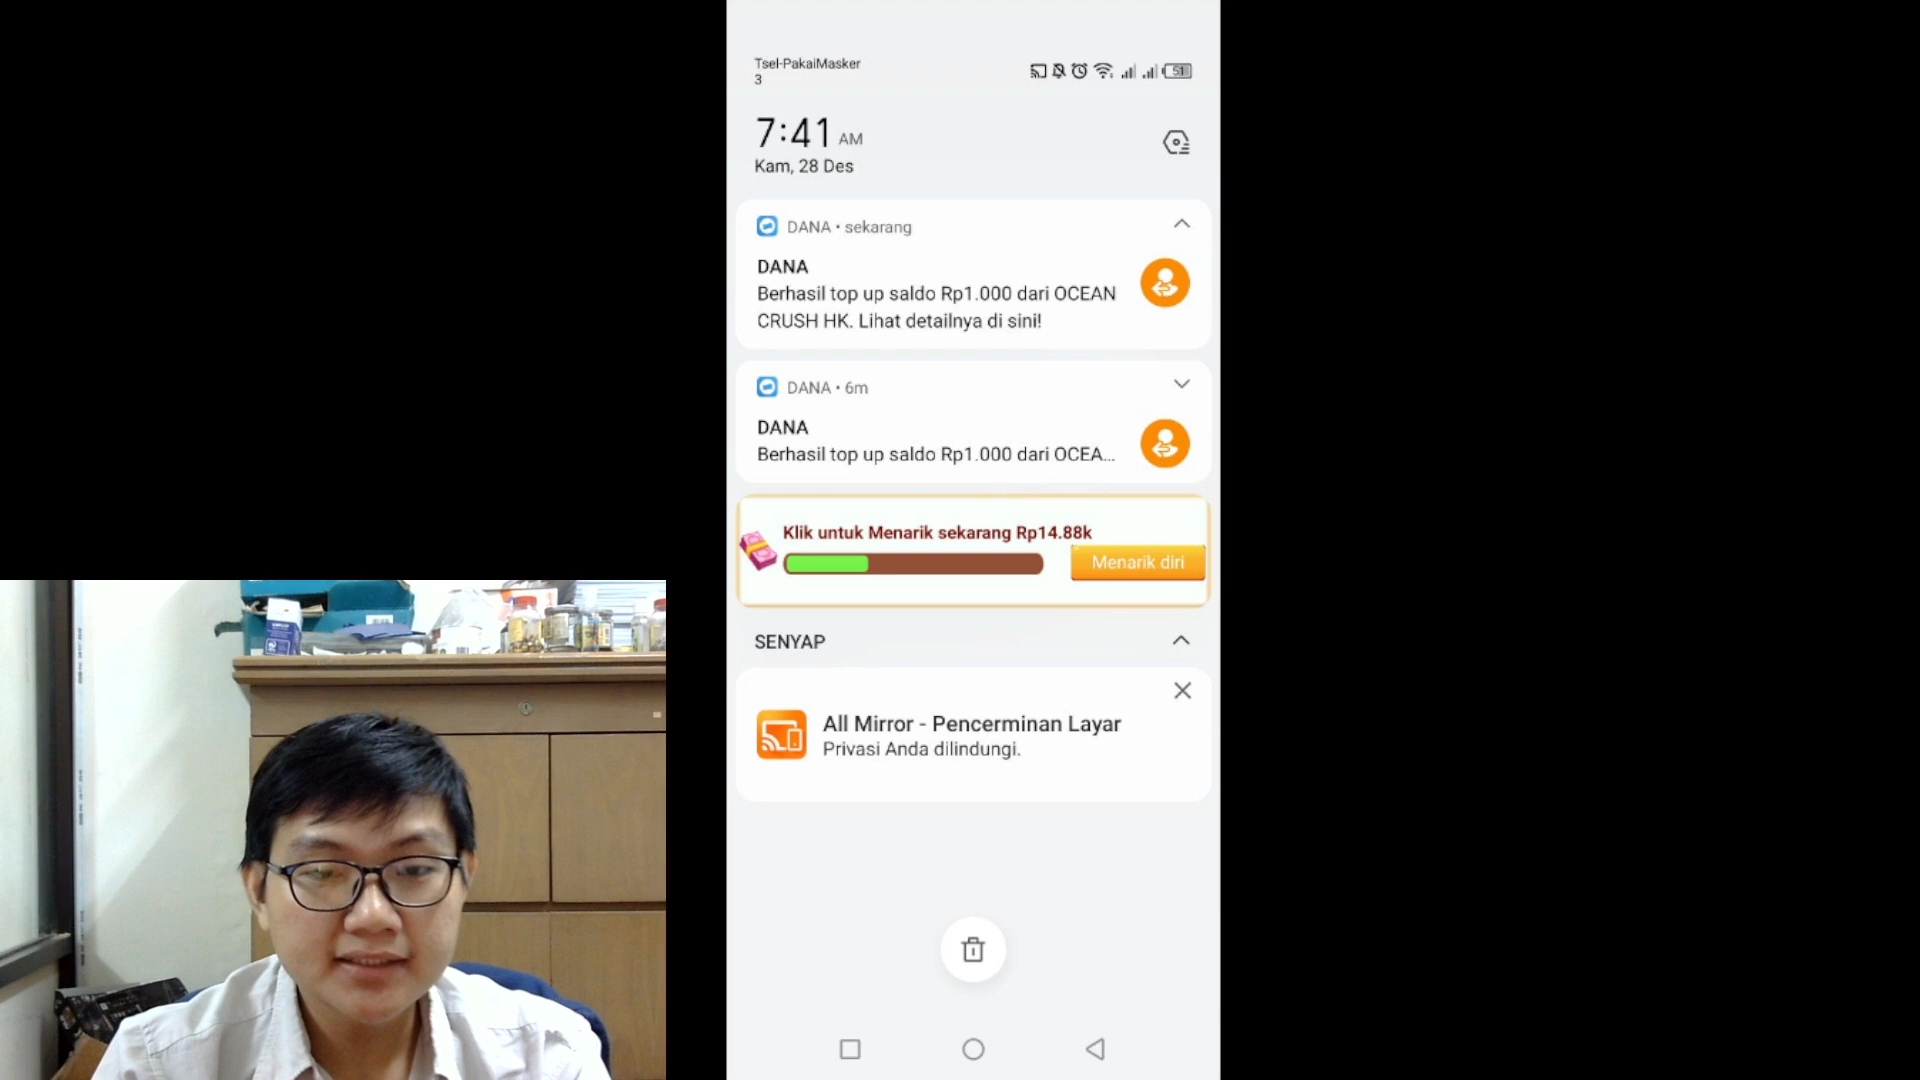 Tsel-PakaiMasker
3
51
7:41 AM
Kam, 28 Des
DANA • sekarang
DANA
Berhasil top up saldo Rp1.000 dari OCEAN
CRUSH HK. Lihat detailnya di sini!
DANA • 6m
DANA
Berhasil top up saldo Rp1.000 dari OCEA...
Klik untuk Menarik sekarang Rp14.88k
Menarik diri
SENYAP
All Mirror - Pencerminan Layar
Privasi Anda dilindungi.